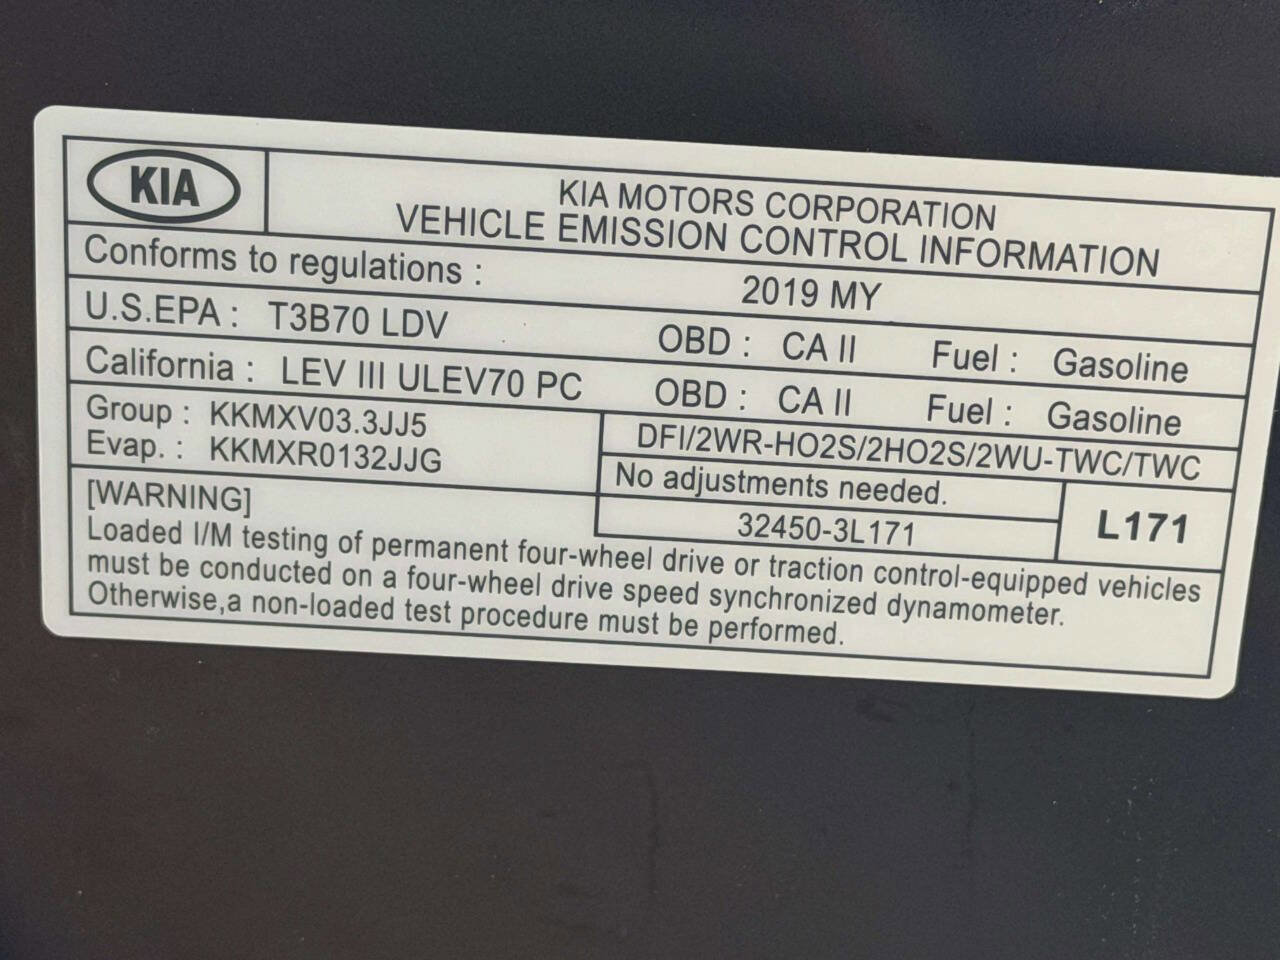 KIA
KIA MOTORS CORPORATION
VEHICLE EMISSION CONTROL INFORMATION
Conforms to regulations : 2019 MY
U.S.EPA : T3B70 LDV OBD : CA II Fuel : Gasoline
California : LEV III ULEV70 PC OBD : CA II Fuel : Gasoline
Group : KKMXV03.3JJ5
Evap. : KKMXR0132JJG
DFI/2WR-HO2S/2HO2S/2WU-TWC/TWC
No adjustments needed.
32450-3L171
L171
[WARNING]
Loaded I/M testing of permanent four-wheel drive or traction control-equipped vehicles
must be conducted on a four-wheel drive speed synchronized dynamometer.
Otherwise,a non-loaded test procedure must be performed.